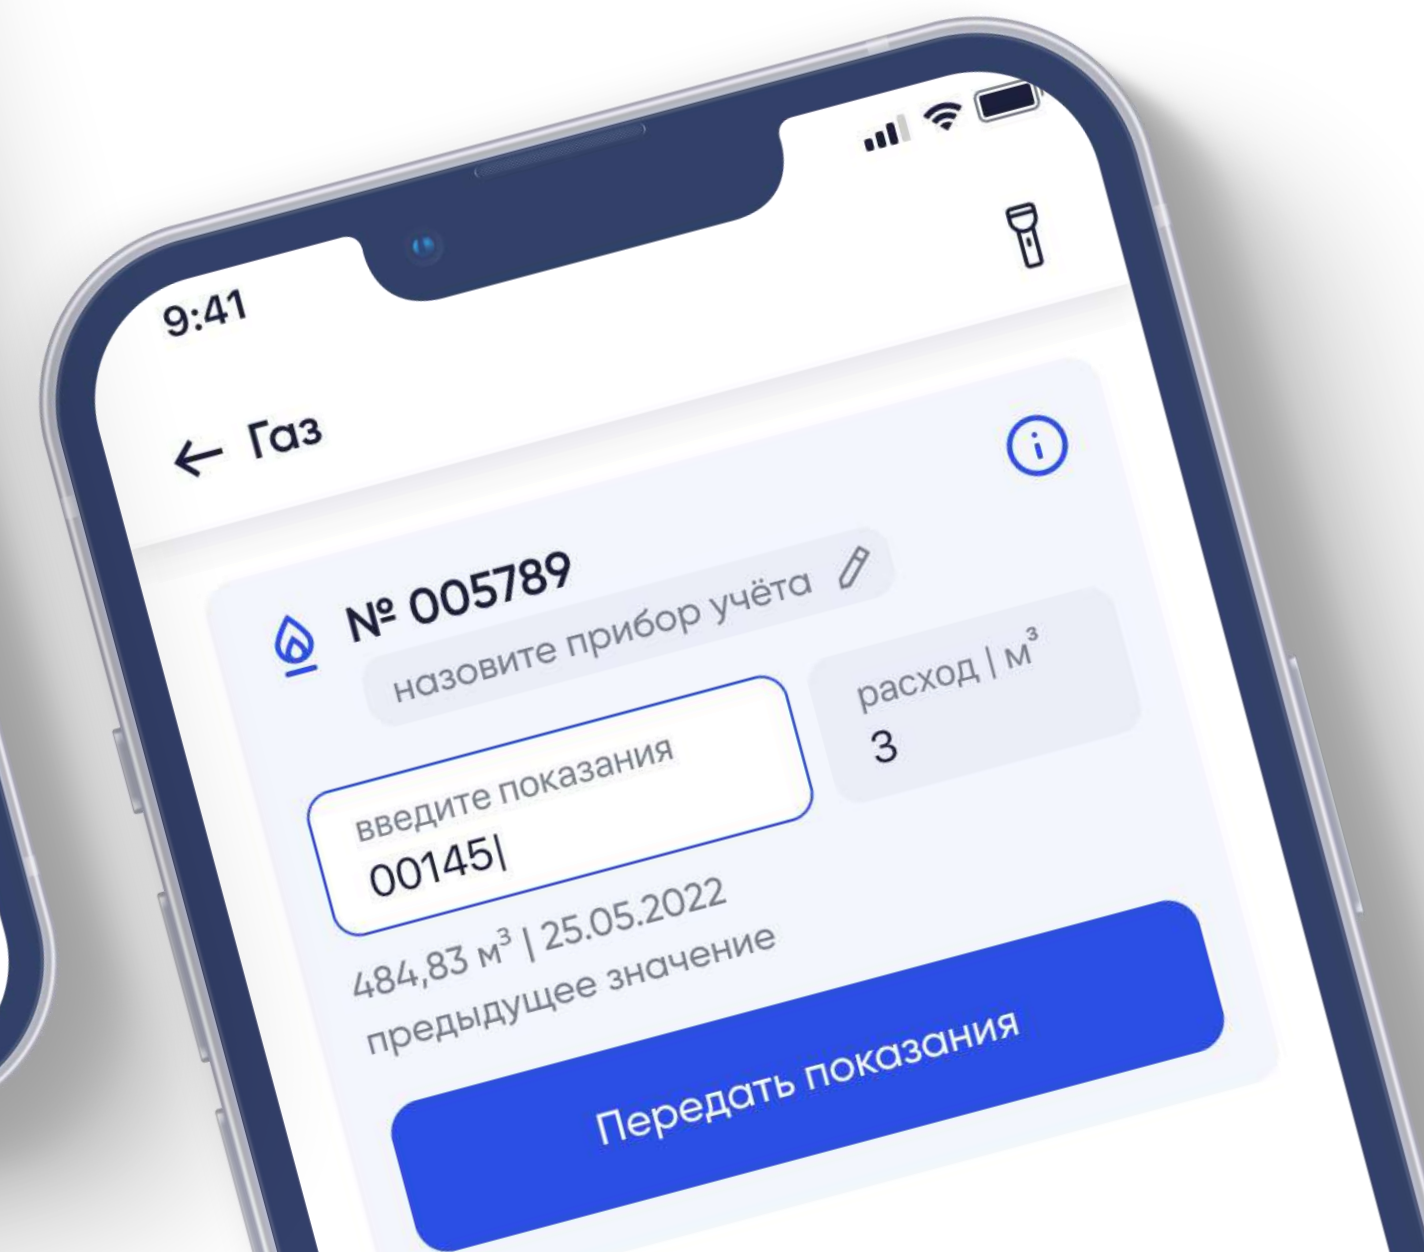 9:41
Газ
№ 005789
назовите прибор учёта
введите показания
00145|
расход | м³
3
484,83 м³ | 25.05.2022
предыдущее значение
Передать показания